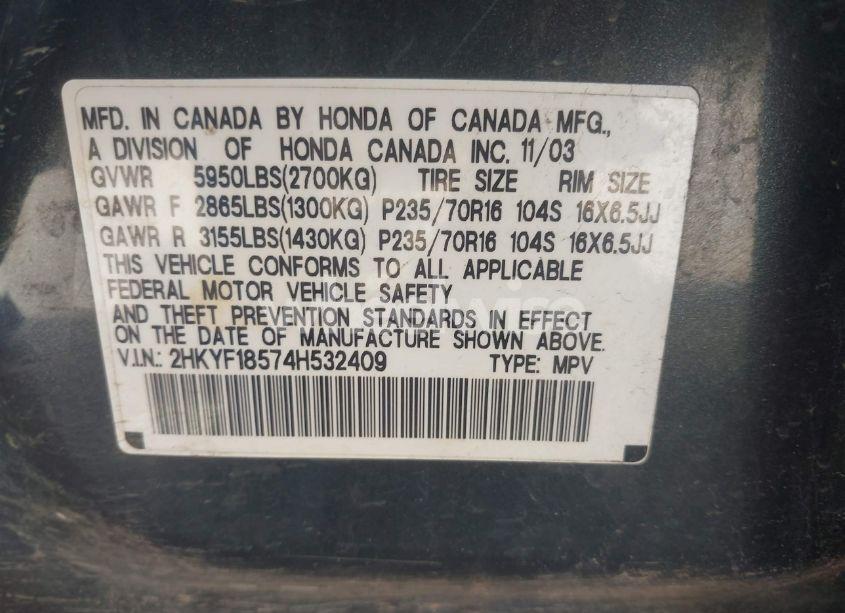 MFD. IN CANADA BY HONDA OF CANADA MFG.,
A DIVISION OF HONDA CANADA INC. 11/03
GVWR 5950LBS(2700KG) TIRE SIZE RIM SIZE
GAWR F 2865LBS(1300KG) P235/70R16 104S 16X6.5JJ
GAWR R 3155LBS(1430KG) P235/70R16 104S 16X6.5JJ
THIS VEHICLE CONFORMS TO ALL APPLICABLE
FEDERAL MOTOR VEHICLE SAFETY
AND THEFT PREVENTION STANDARDS IN EFFECT
ON THE DATE OF MANUFACTURE SHOWN ABOVE.
V.I.N.: 2HKYF18574H532409 TYPE: MPV